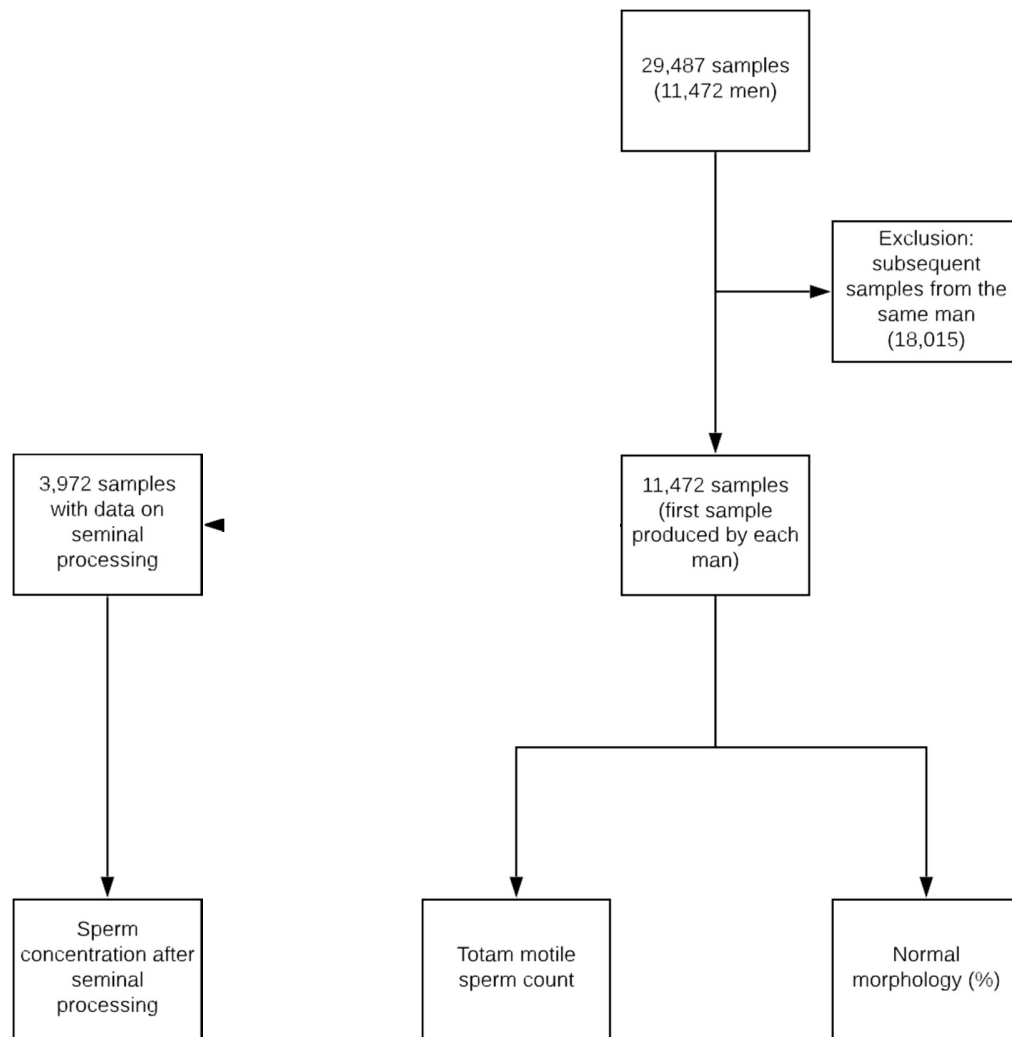 29,487 samples
(11,472 men)
Exclusion:
subsequent
samples from the
same man
(18,015)
3,972 samples
with data on
seminal
processing
11,472 samples
(first sample
produced by each
man)
Sperm
concentration after
seminal
processing
Totam motile
sperm count
Normal
morphology (%)